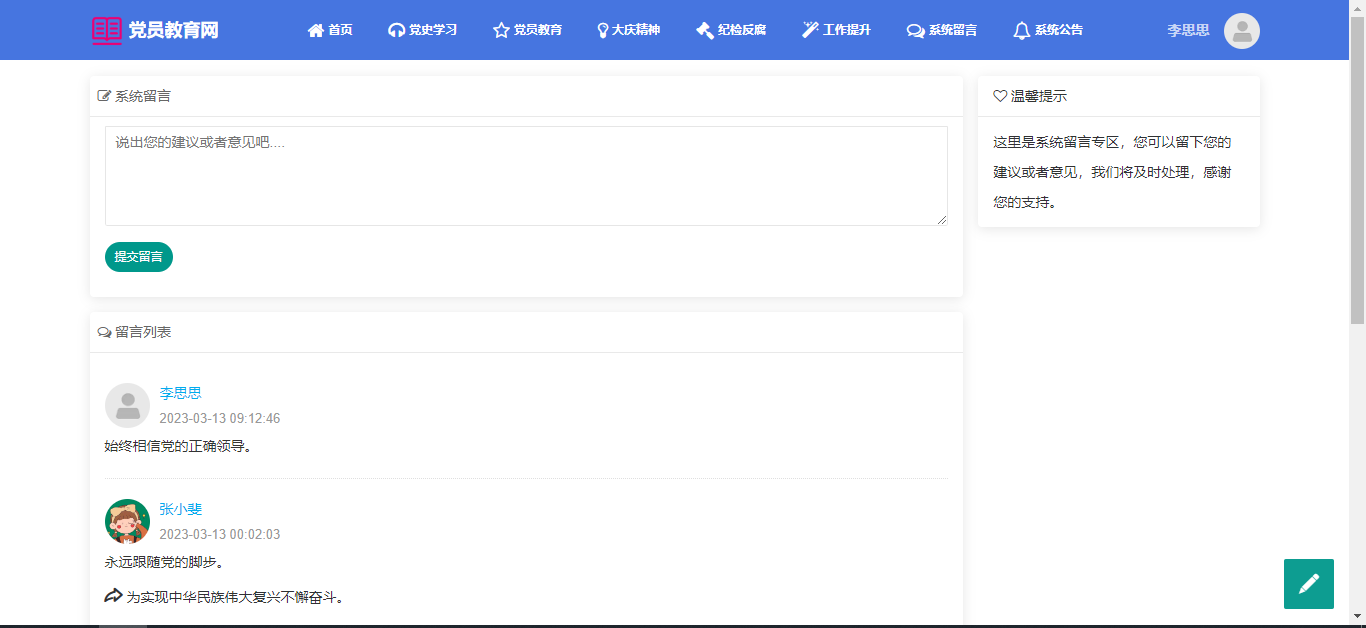 党员教育网
首页 党史学习 党员教育 大庆精神 纪检反腐 工作提升 系统留言 系统公告 李思思
系统留言
说出您的建议或者意见吧....
提交留言
温馨提示
这里是系统留言专区，您可以留下您的
建议或者意见，我们将及时处理，感谢
您的支持。
留言列表
李思思
2023-03-13 09:12:46
始终相信党的正确领导。
张小斐
2023-03-13 00:02:03
永远跟随党的脚步。
为实现中华民族伟大复兴不懈奋斗。